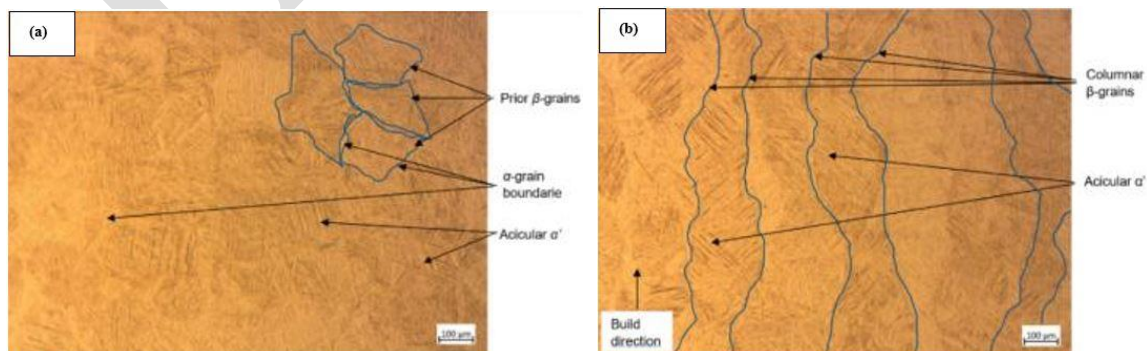 (a)
Prior β-grains
α-grain
boundarie
Acicular α'
100 µm
(b)
Columnar
β-grains
Acicular α'
Build
direction
100 µm